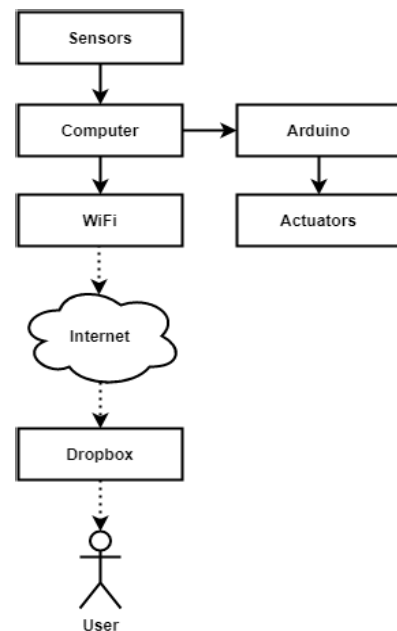 Sensors
Computer
Arduino
WiFi
Actuators
Internet
Dropbox
User